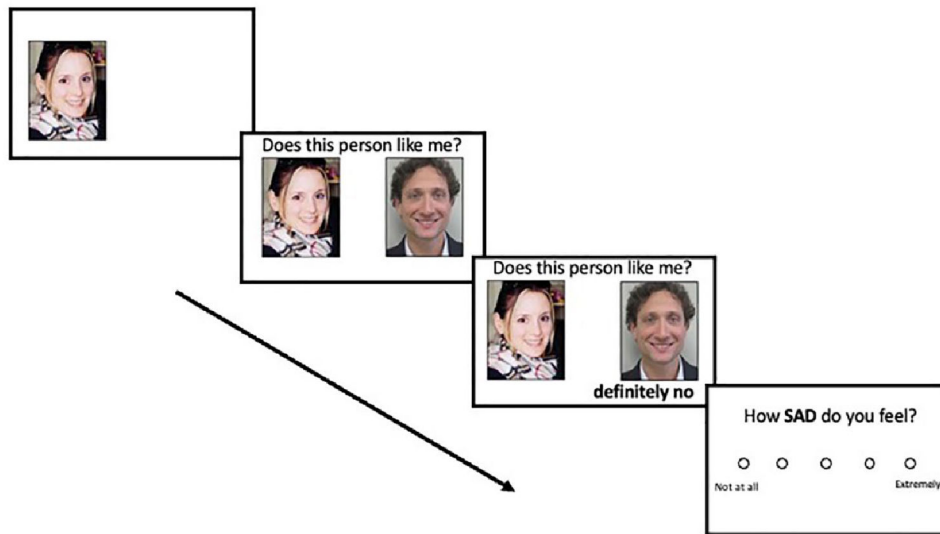 Does this person like me?
Does this person like me?
definitely no
How SAD do you feel?
Not at all
Extremely